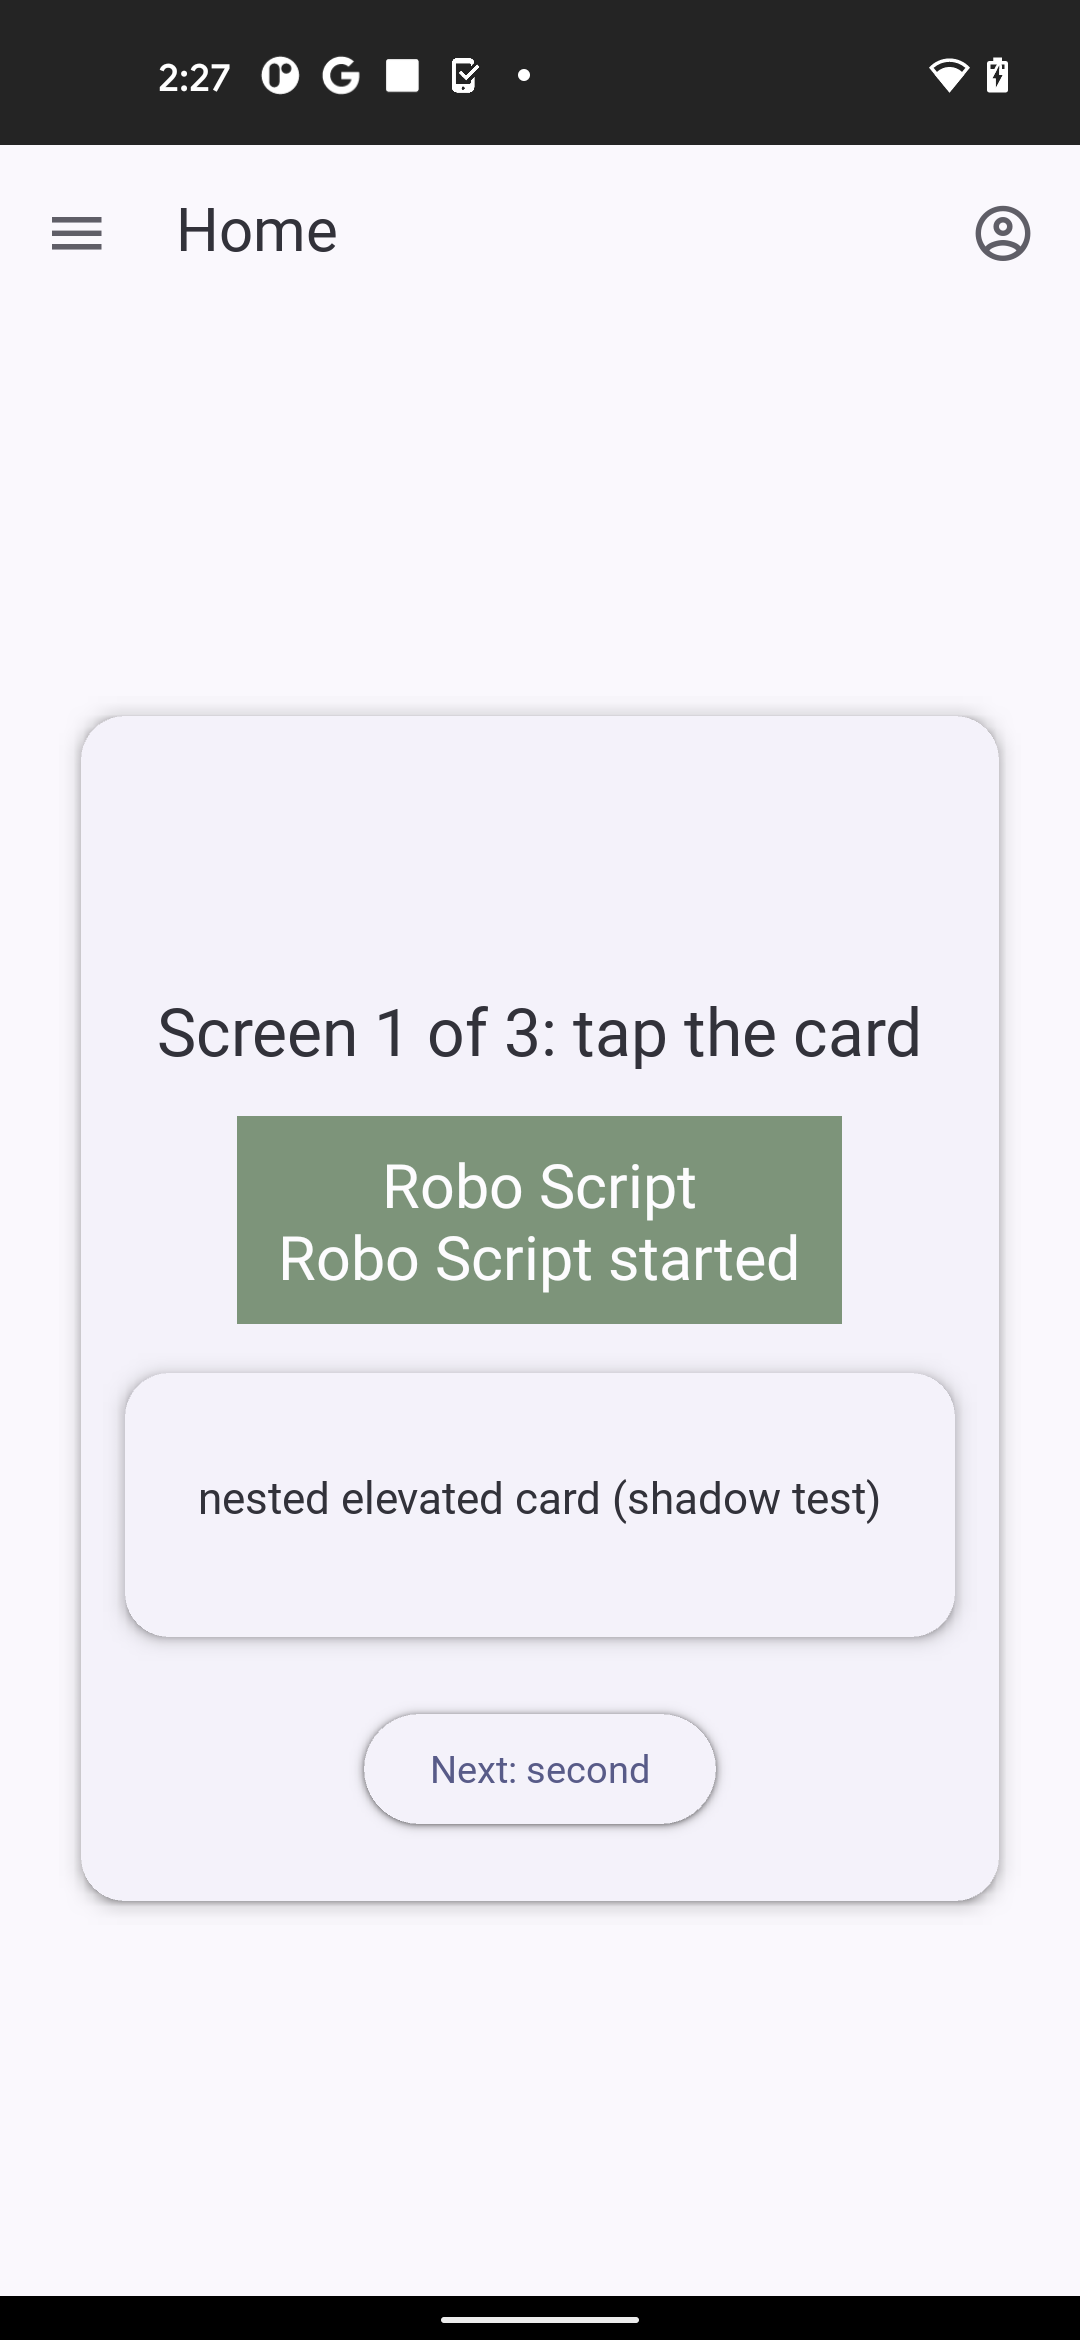 2:27
Home
Screen 1 of 3: tap the card
Robo Script
Robo Script started
nested elevated card (shadow test)
Next: second